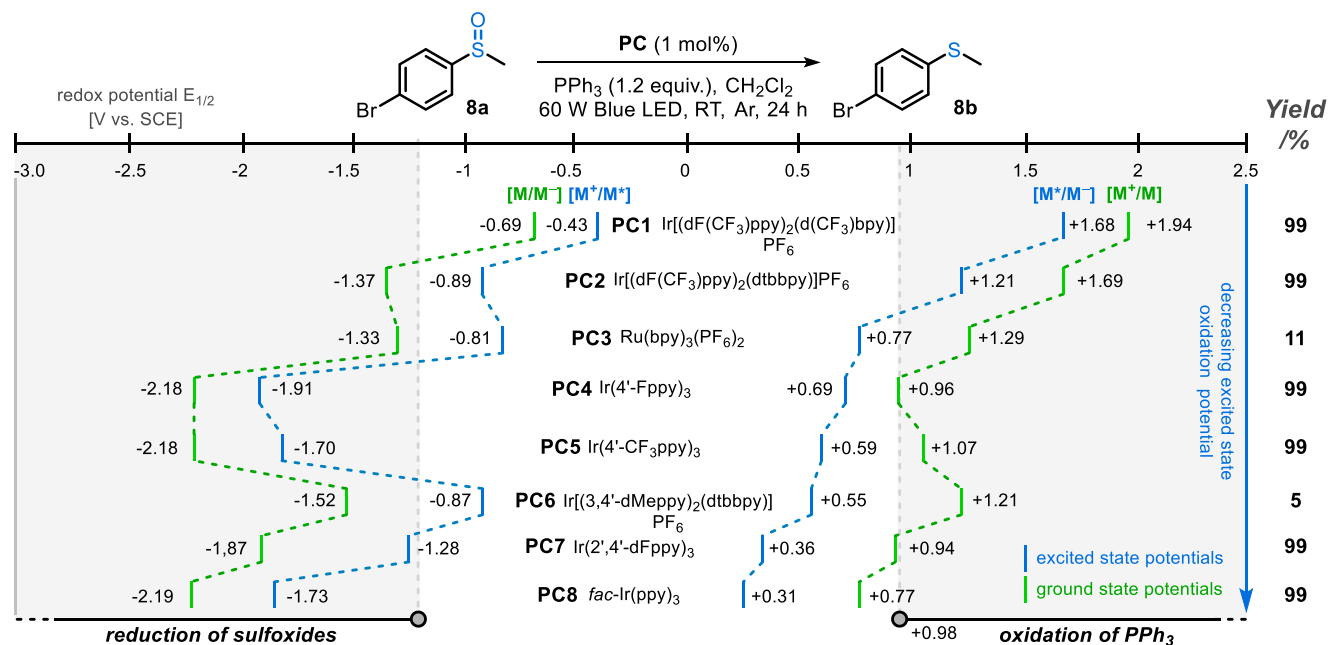 O
S
Br
8a
PC (1 mol%)
PPh3 (1.2 equiv.), CH2Cl2
60 W Blue LED, RT, Ar, 24 h
S
Br
8b
redox potential E1/2
[V vs. SCE]
Yield
/%
-3.0 -2.5 -2 -1.5 -1 -0.5 0 0.5 1 1.5 2 2.5
[M/M–] [M+/M*] [M*/M–] [M+/M]
-0.69 -0.43 PC1 Ir[(dF(CF3)ppy)2(d(CF3)bpy)] +1.68 +1.94 99
PF6
-1.37 -0.89 PC2 Ir[(dF(CF3)ppy)2(dtbbpy)]PF6 +1.21 +1.69 99
-1.33 -0.81 PC3 Ru(bpy)3(PF6)2 +0.77 +1.29 11
-2.18 -1.91 PC4 Ir(4'-Fppy)3 +0.69 +0.96 99
-2.18 -1.70 PC5 Ir(4'-CF3ppy)3 +0.59 +1.07 99
-1.52 -0.87 PC6 Ir[(3,4'-dMeppy)2(dtbbpy)] +0.55 +1.21 5
PF6
-1,87 -1.28 PC7 Ir(2',4'-dFppy)3 +0.36 +0.94 99
-2.19 -1.73 PC8 fac-Ir(ppy)3 +0.31 +0.77 99
decreasing excited state
oxidation potential
excited state potentials
ground state potentials
reduction of sulfoxides
+0.98
oxidation of PPh3